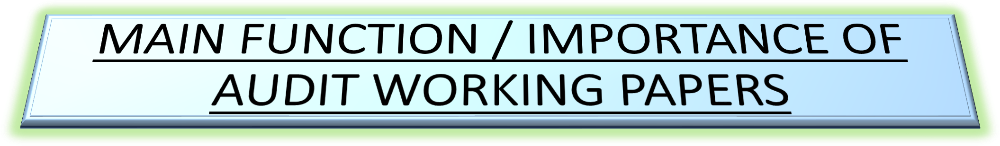 MAIN FUNCTION / IMPORTANCE OF
AUDIT WORKING PAPERS